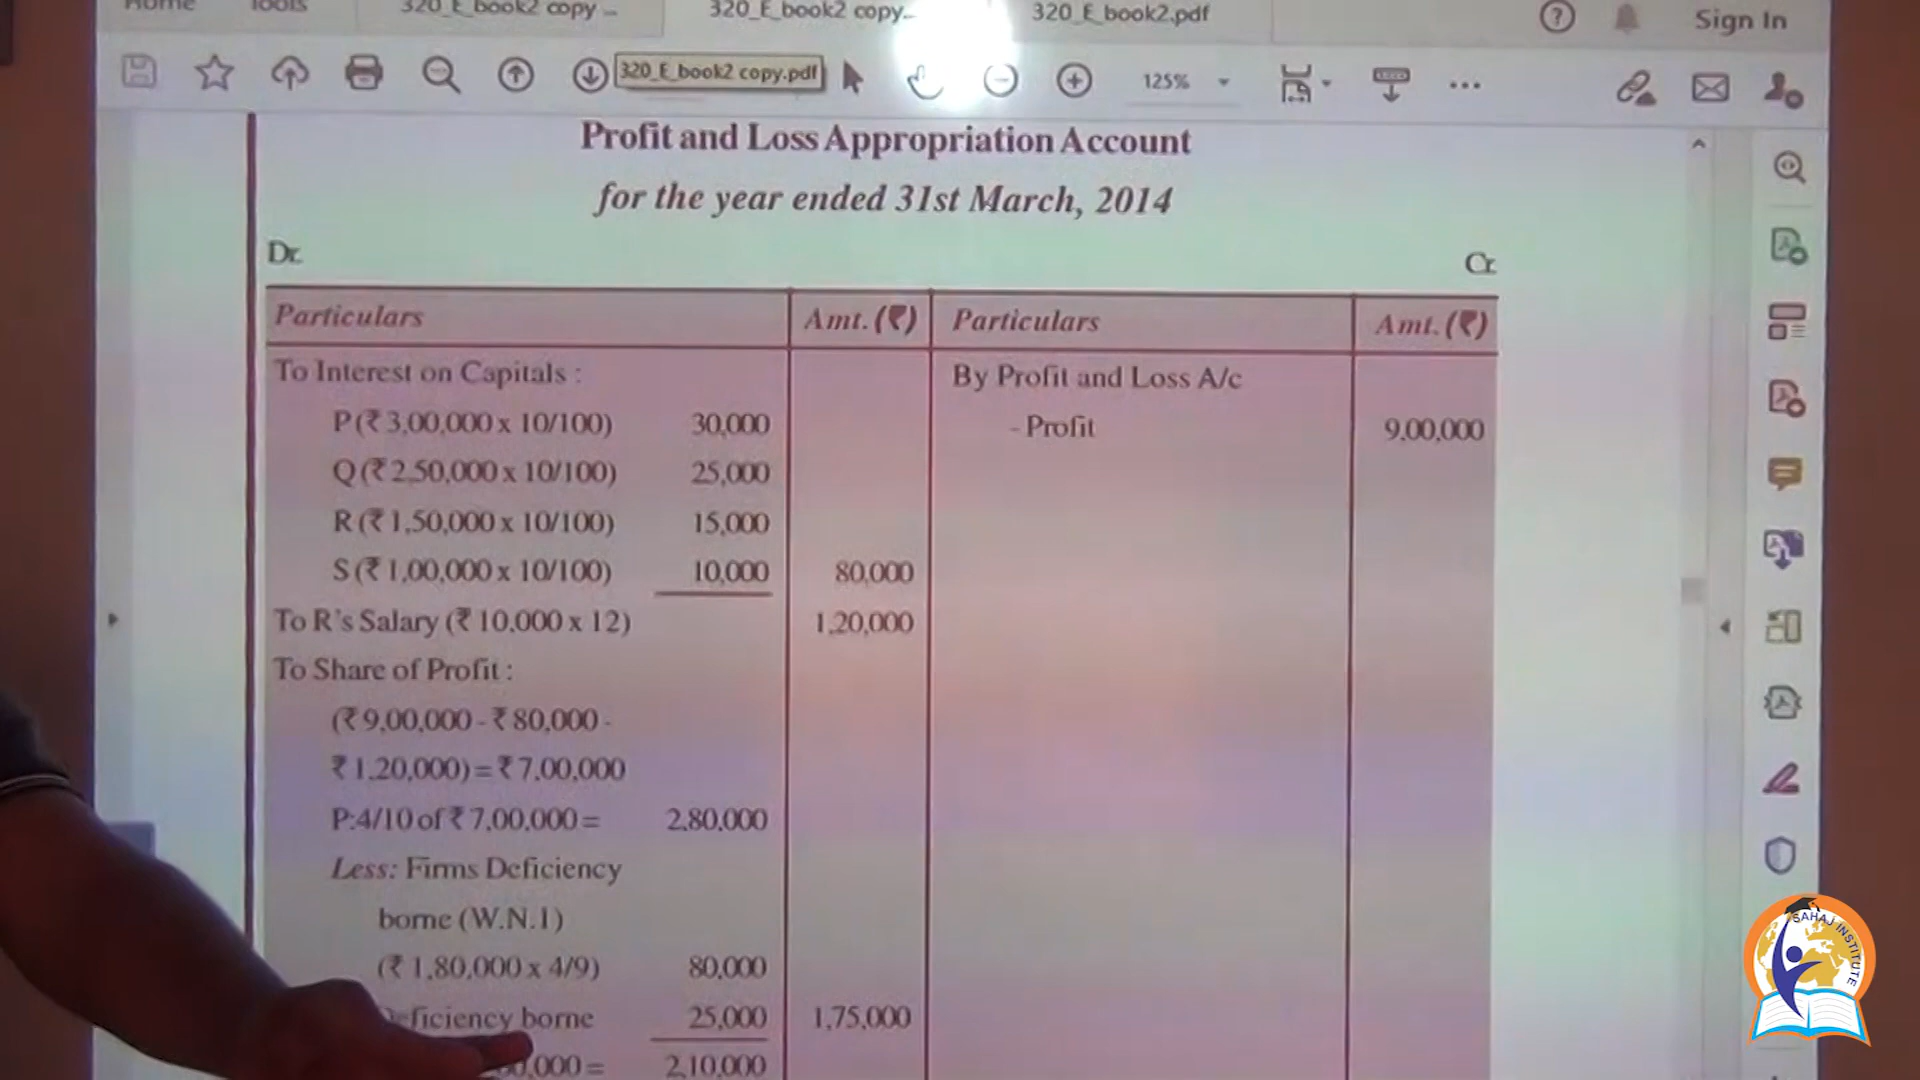 Home Tools 320_E_book2 copy ... 320_E_book2 copy... 320_E_book2.pdf ? Sign In
320_E_book2 copy.pdf 125%
Profit and Loss Appropriation Account
for the year ended 31st March, 2014
Dr. Cr.
Particulars Amt. (₹) Particulars Amt. (₹)
To Interest on Capitals : By Profit and Loss A/c
P (₹ 3,00,000 x 10/100) 30,000 - Profit 9,00,000
Q (₹ 2,50,000 x 10/100) 25,000
R (₹ 1,50,000 x 10/100) 15,000
S (₹ 1,00,000 x 10/100) 10,000 80,000
To R's Salary (₹ 10,000 x 12) 1,20,000
To Share of Profit :
(₹ 9,00,000 - ₹ 80,000 -
₹ 1,20,000) = ₹ 7,00,000
P:4/10 of ₹ 7,00,000 = 2,80,000
Less: Firms Deficiency
borne (W.N.1)
(₹ 1,80,000 x 4/9) 80,000
borne 25,000 1,75,000
= 2,10,000
SAHAJ INSTITUTE